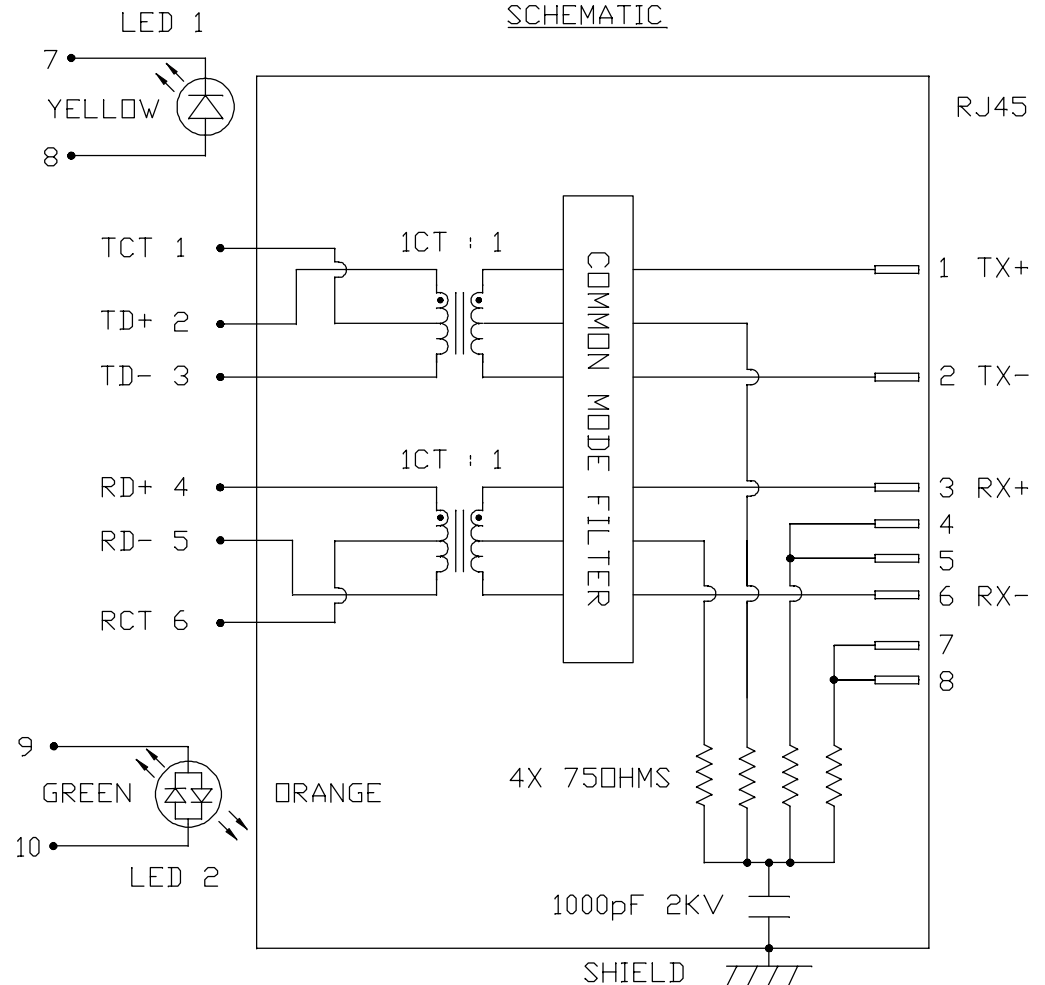 SCHEMATIC
LED 1
7
YELLOW
8
RJ45
TCT 1
1CT : 1
1 TX+
TD+ 2
TD- 3
2 TX-
COMMON MODE FILTER
1CT : 1
RD+ 4
3 RX+
4
RD- 5
5
6 RX-
RCT 6
7
8
9
GREEN
ORANGE
4X 75OHMS
10
LED 2
1000pF 2KV
SHIELD